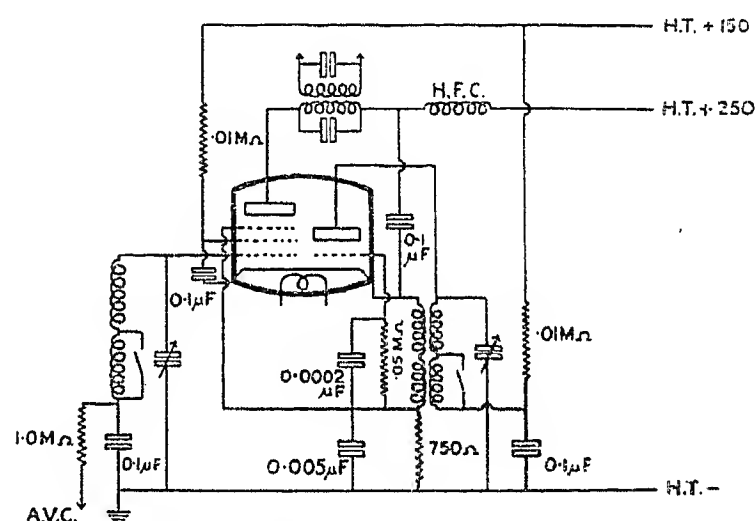 H.T. + 150
H.F.C.
H.T. + 250
·01MΩ
0·1
μF
0·1μF
·05 MΩ
·01MΩ
0·0002
μF
1·0MΩ
0·1μF
0·005μF
750Ω
0·1μF
H.T. –
A.V.C.